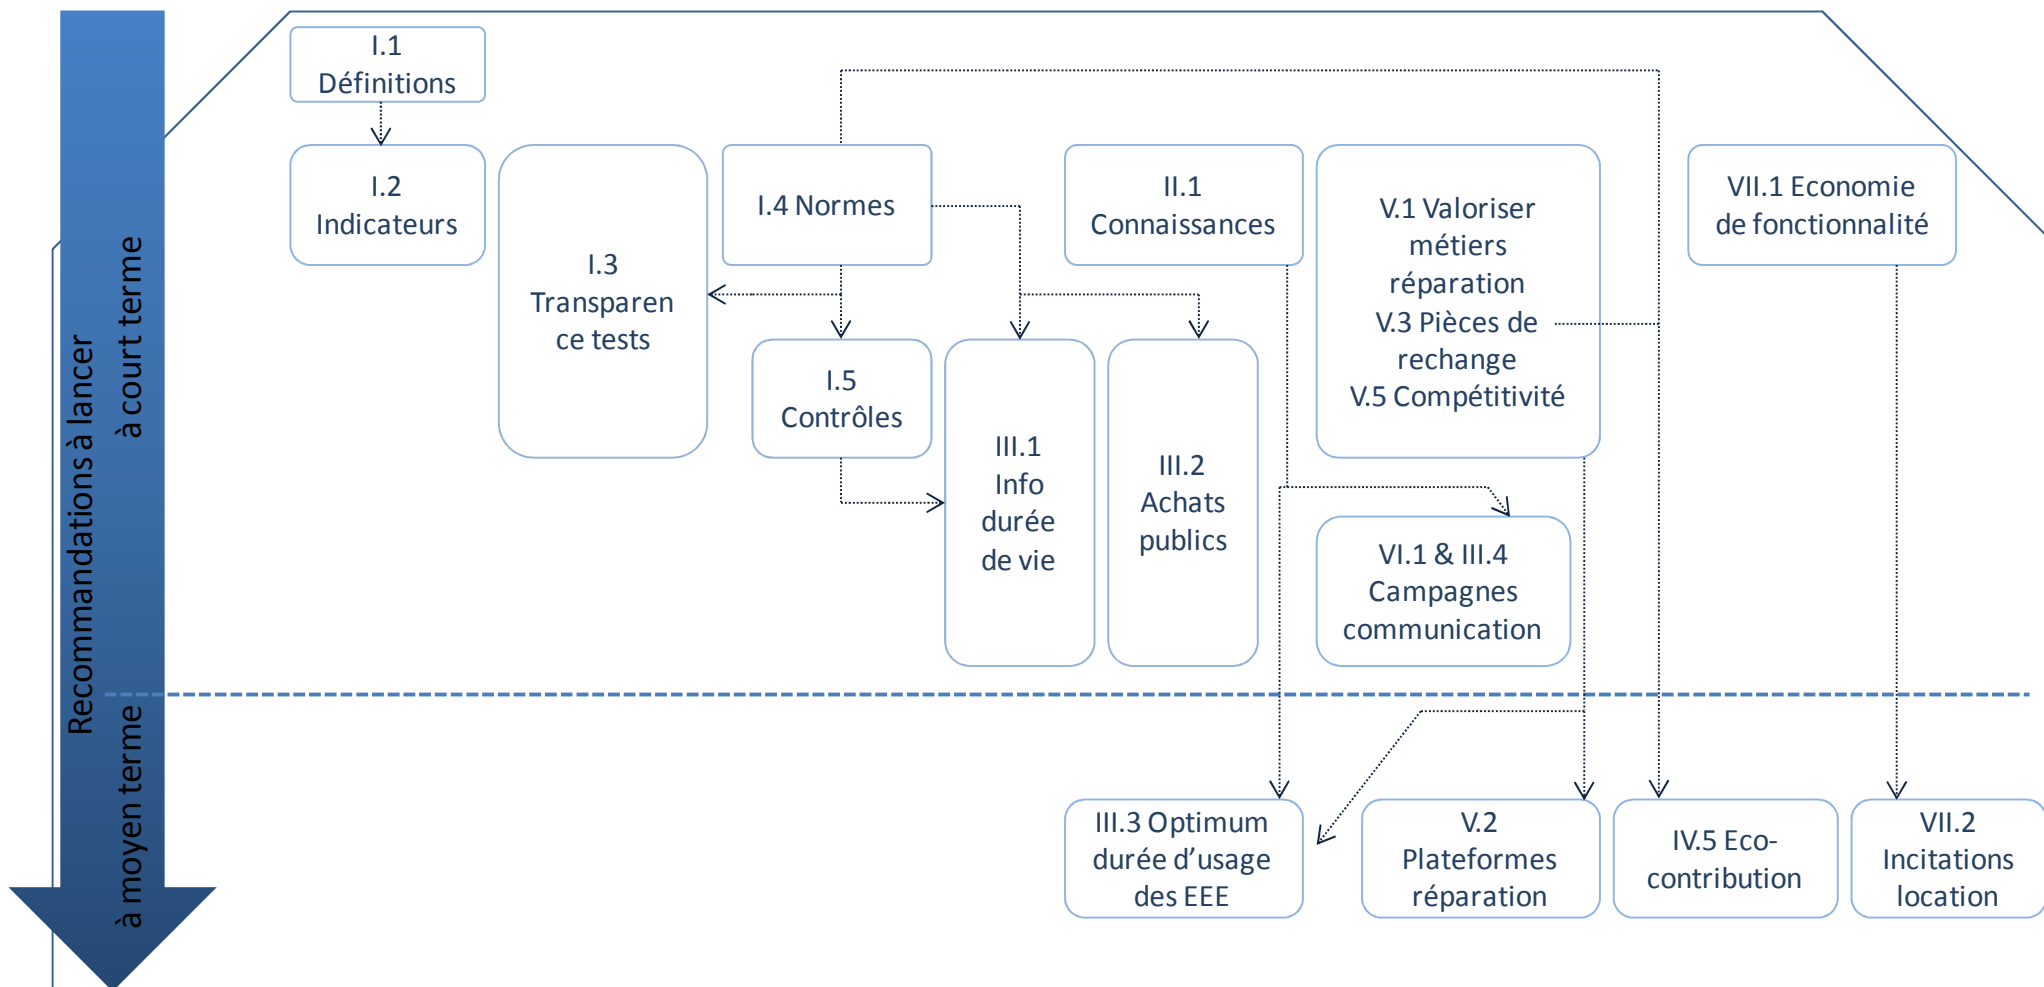 Recommandations à lancer
à court terme
à moyen terme
I.1
Définitions
I.2
Indicateurs
I.3
Transparen
ce tests
I.4 Normes
I.5
Contrôles
III.1
Info
durée
de vie
III.2
Achats
publics
II.1
Connaissances
V.1 Valoriser
métiers
réparation
V.3 Pièces de
rechange
V.5 Compétitivité
VI.1 & III.4
Campagnes
communication
VII.1 Economie
de fonctionnalité
III.3 Optimum
durée d’usage
des EEE
V.2
Plateformes
réparation
IV.5 Eco-
contribution
VII.2
Incitations
location